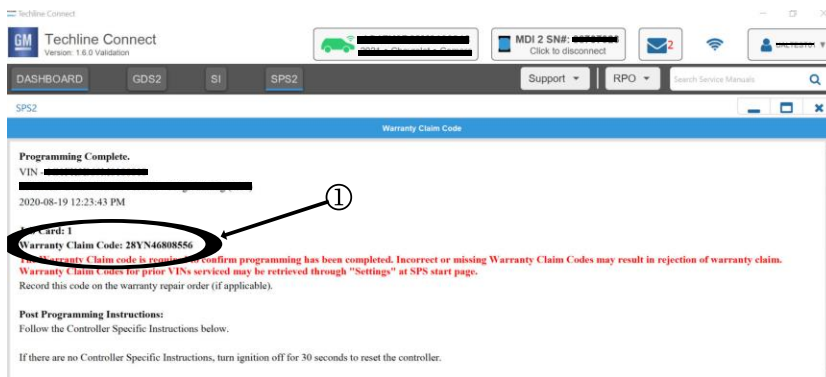 Techline Connect
GM
Techline Connect
Version: 1.6.0 Validation
MDI 2 SN#:
Click to disconnect
2
DASHBOARD GDS2 SI SPS2 Support RPO Search Service Manuals
SPS2
Warranty Claim Code
Programming Complete.
VIN -
2020-08-19 12:23:43 PM
①
Card: 1
Warranty Claim Code: 28YN46808556
The Warranty Claim code is required to confirm programming has been completed. Incorrect or missing Warranty Claim Codes may result in rejection of warranty claim.
Warranty Claim Codes for prior VINs serviced may be retrieved through "Settings" at SPS start page.
Record this code on the warranty repair order (if applicable).
Post Programming Instructions:
Follow the Controller Specific Instructions below.
If there are no Controller Specific Instructions, turn ignition off for 30 seconds to reset the controller.